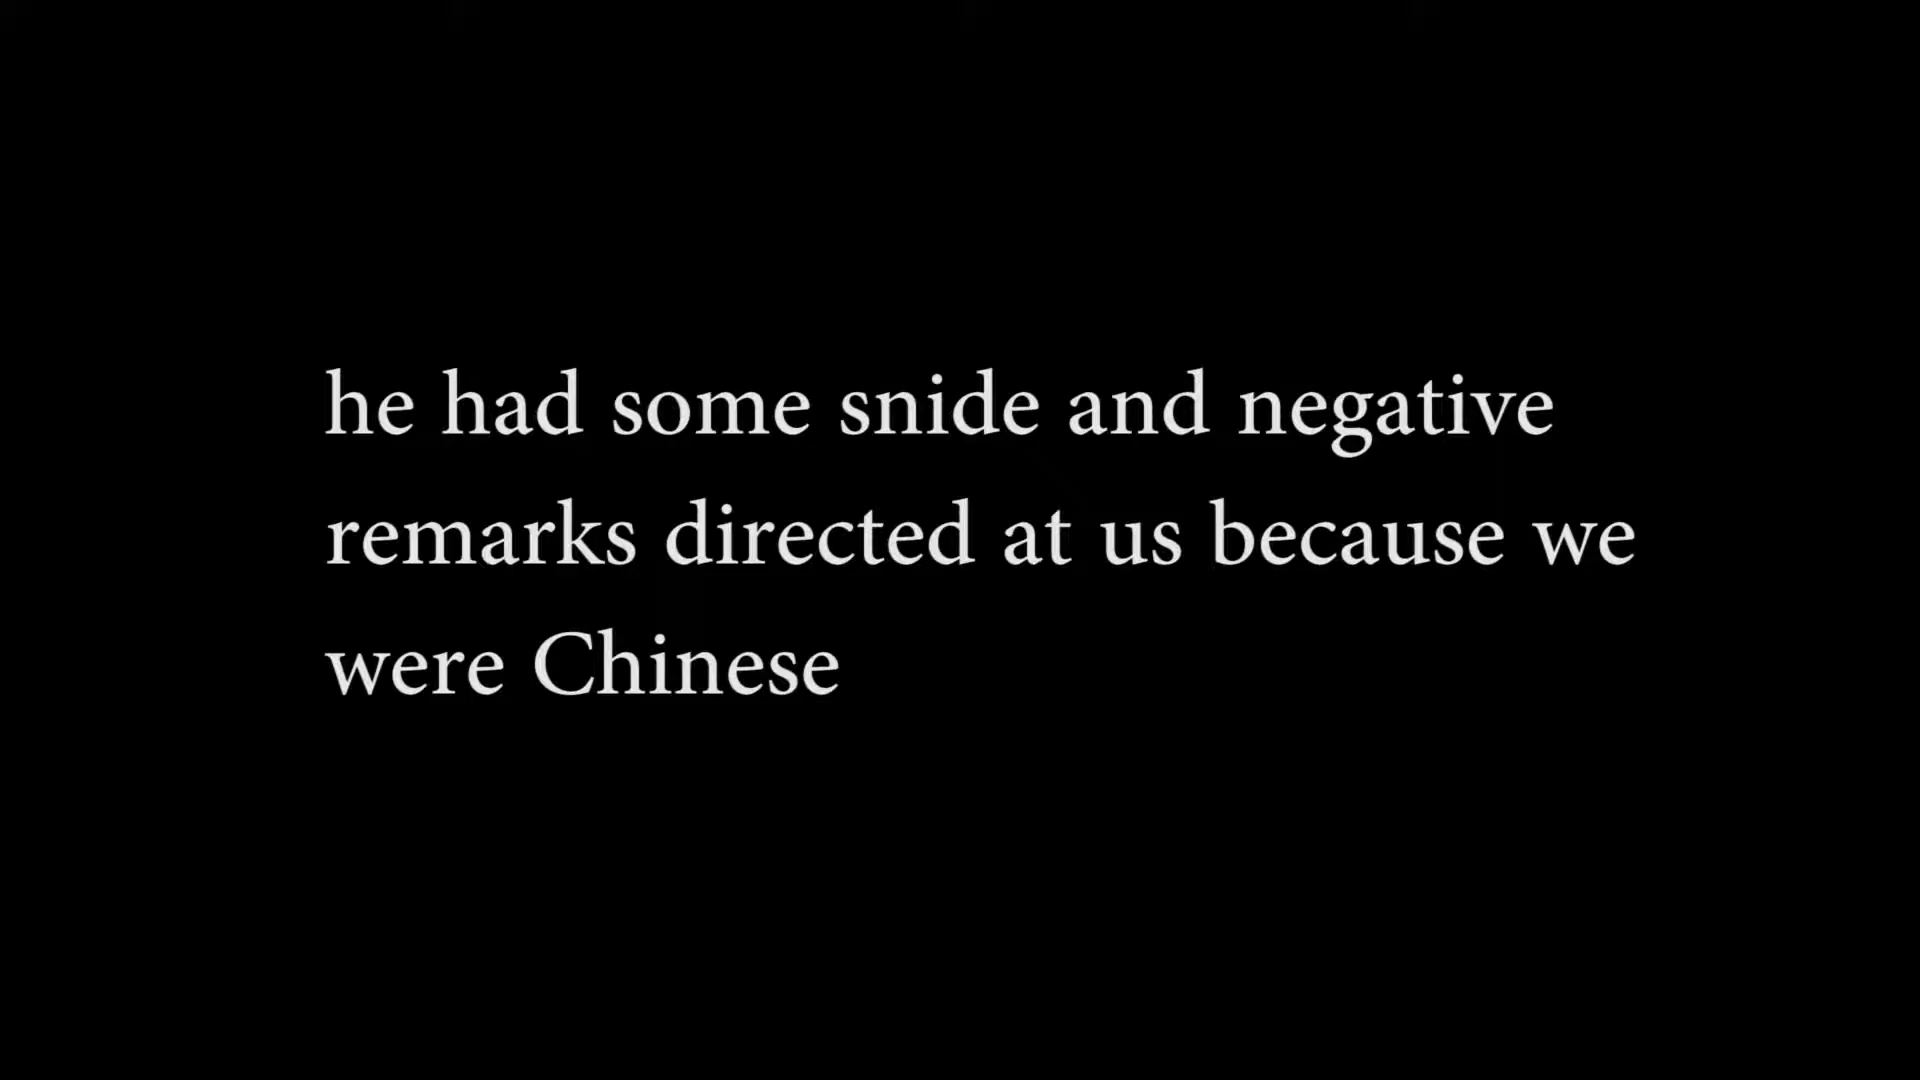 he had some snide and negative
remarks directed at us because we
were Chinese